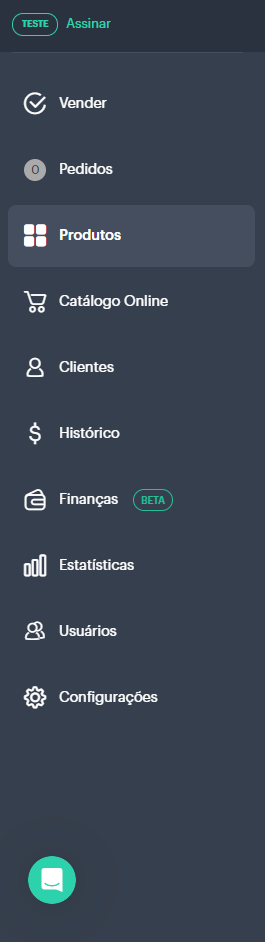 TESTE Assinar
Vender
0 Pedidos
Produtos
Catálogo Online
Clientes
Histórico
Finanças BETA
Estatísticas
Usuários
Configurações